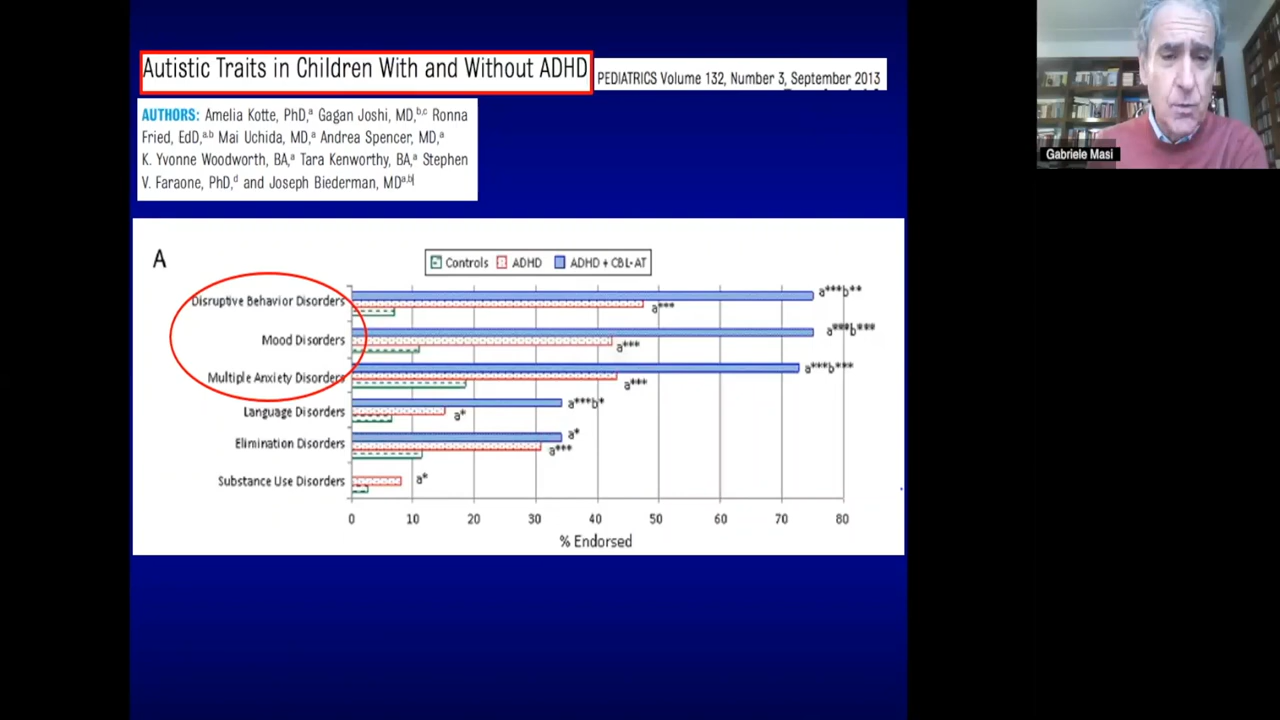 Autistic Traits in Children With and Without ADHD
PEDIATRICS Volume 132, Number 3, September 2013
AUTHORS: Amelia Kotte, PhD,ᵃ Gagan Joshi, MD,ᵇ,ᶜ Ronna
Fried, EdD,ᵃ,ᵇ Mai Uchida, MD,ᵃ Andrea Spencer, MD,ᵃ
K. Yvonne Woodworth, BA,ᵃ Tara Kenworthy, BA,ᵃ Stephen
V. Faraone, PhD,ᵈ and Joseph Biederman, MDᵃ,ᵇ
Gabriele Masi
A
Controls ADHD ADHD + CBL-AT
Disruptive Behavior Disorders a***b** a***
Mood Disorders a***b*** a***
Multiple Anxiety Disorders a***b*** a***
Language Disorders a***b* a*
Elimination Disorders a* a***
Substance Use Disorders a*
0 10 20 30 40 50 60 70 80
% Endorsed